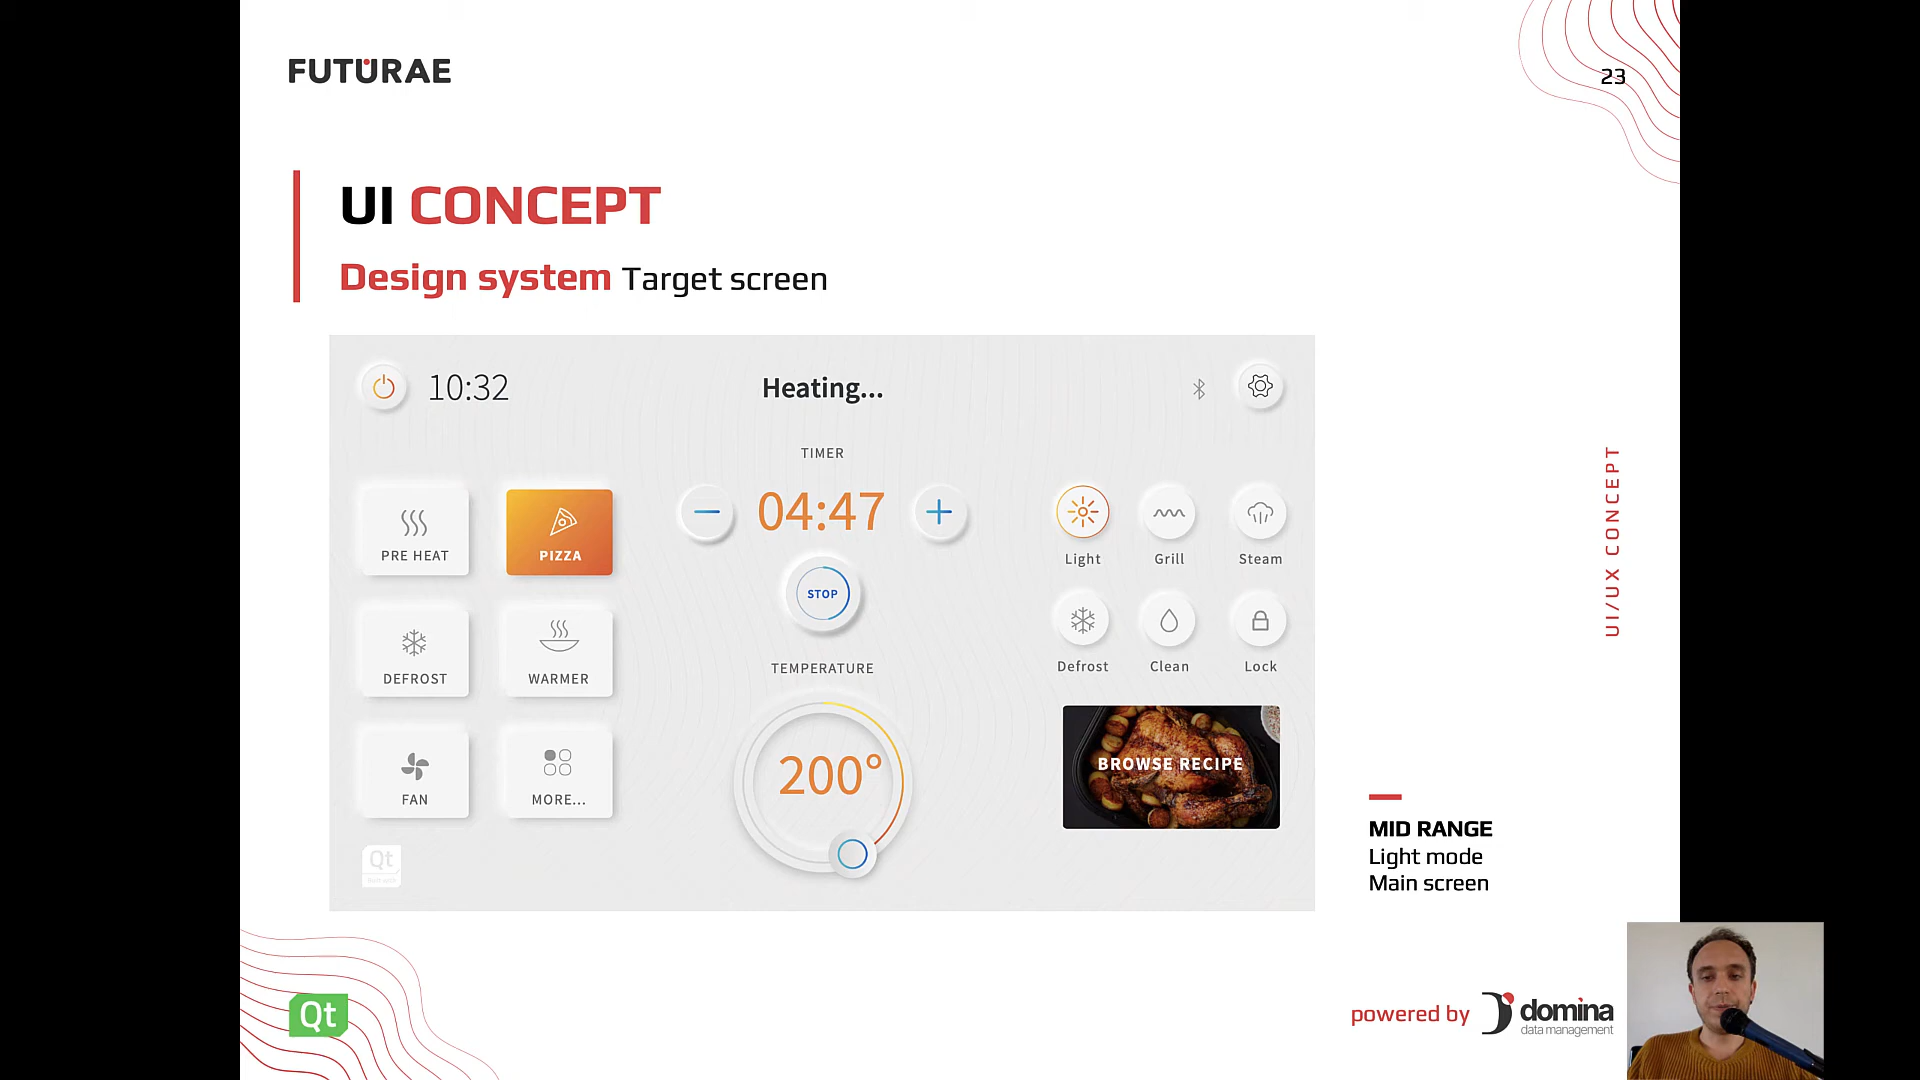 FUTURAE
23
UI CONCEPT
Design system Target screen
10:32
Heating...
TIMER
04:47
STOP
TEMPERATURE
200°
PRE HEAT
PIZZA
DEFROST
WARMER
FAN
MORE...
Light
Grill
Steam
Defrost
Clean
Lock
BROWSE RECIPE
Qt
UI/UX CONCEPT
MID RANGE
Light mode
Main screen
Qt
powered by
domina
data management